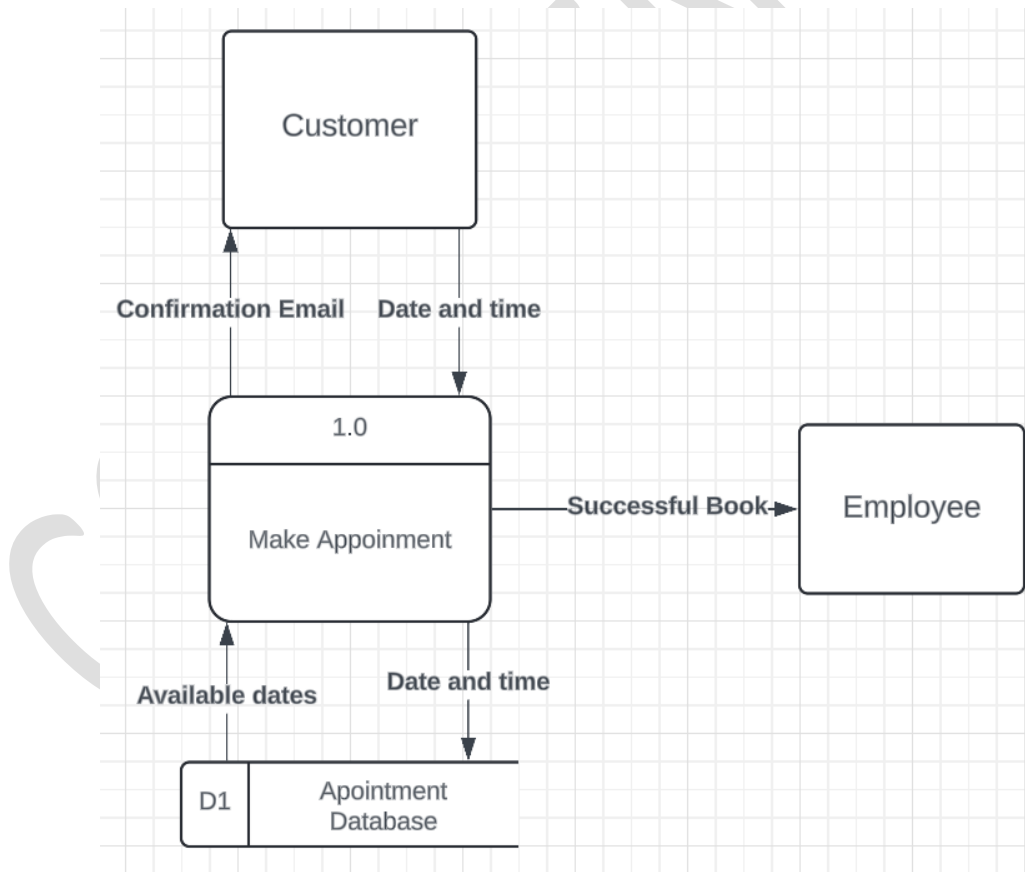 Customer
Confirmation Email
Date and time
1.0
Make Appoinment
Successful Book
Employee
Available dates
Date and time
D1
Apointment
Database